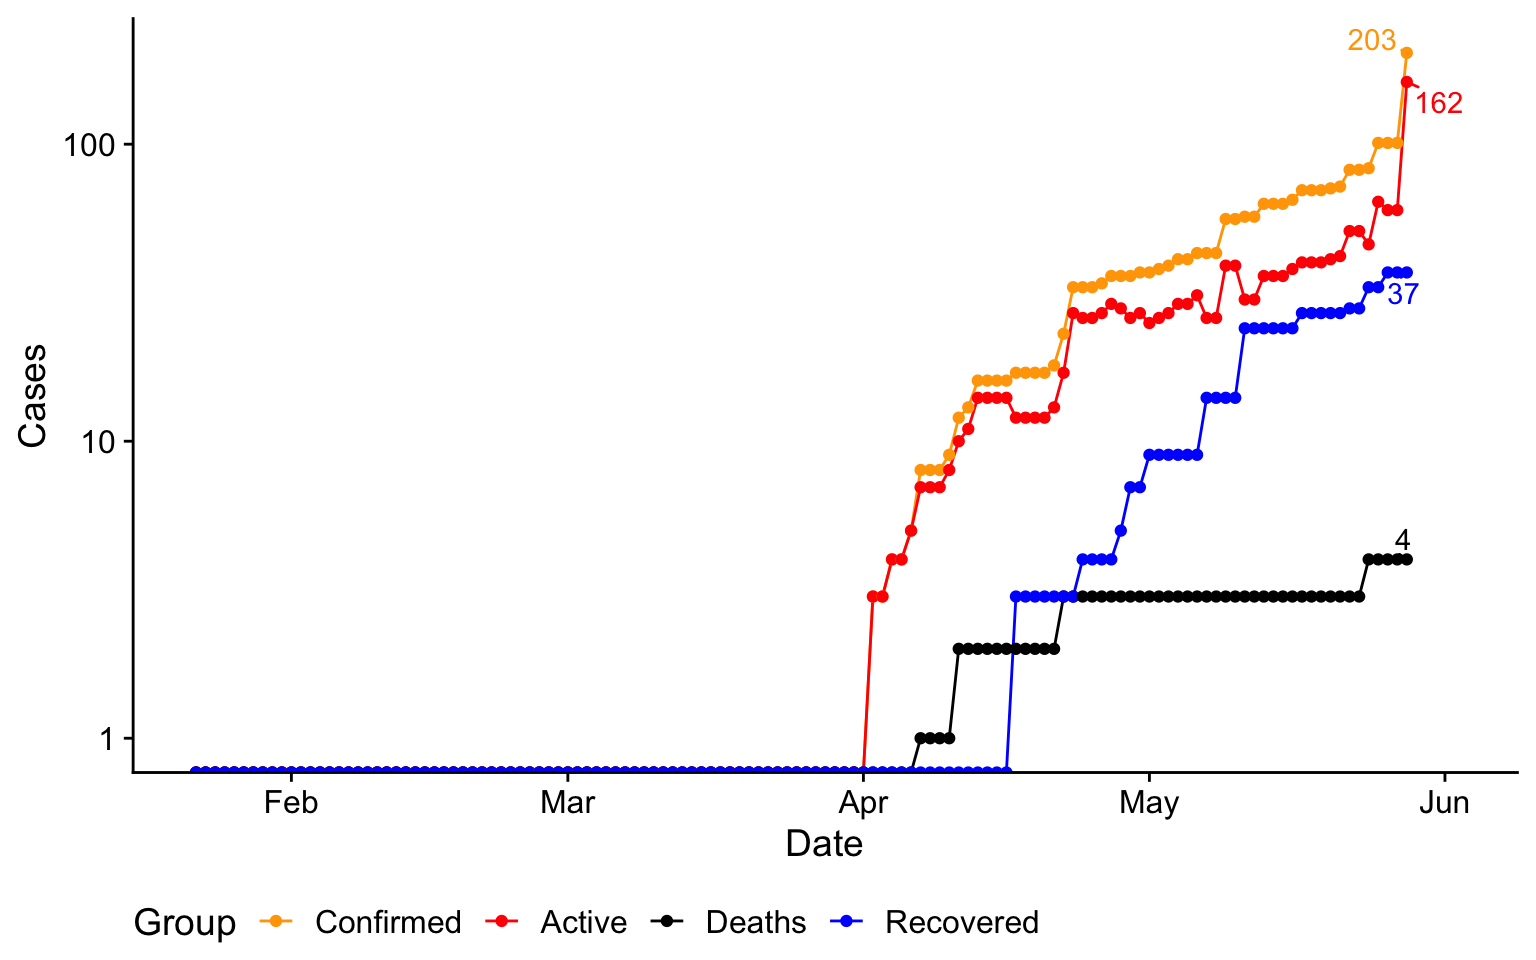 203
162
100
37
Cases
10
4
1
Feb Mar Apr May Jun
Date
Group Confirmed Active Deaths Recovered